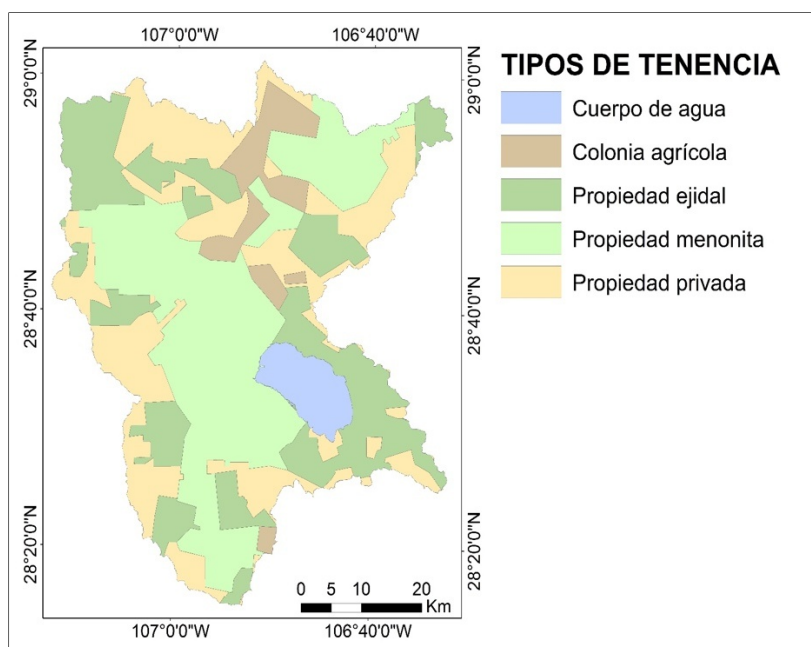 107°0'0"W 106°40'0"W
29°0'0"N
29°0'0"N
28°40'0"N
28°40'0"N
28°20'0"N
28°20'0"N
TIPOS DE TENENCIA
Cuerpo de agua
Colonia agrícola
Propiedad ejidal
Propiedad menonita
Propiedad privada
0 5 10 20
Km
107°0'0"W 106°40'0"W